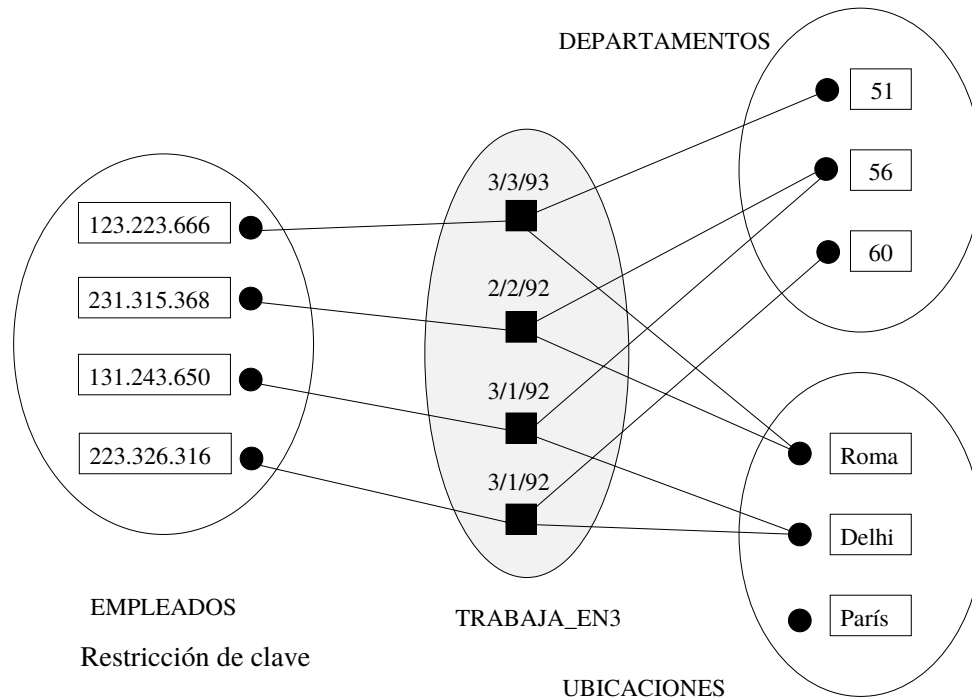 DEPARTAMENTOS
51
56
60
3/3/93
2/2/92
3/1/92
3/1/92
123.223.666
231.315.368
131.243.650
223.326.316
Roma
Delhi
París
EMPLEADOS
TRABAJA_EN3
Restricción de clave
UBICACIONES